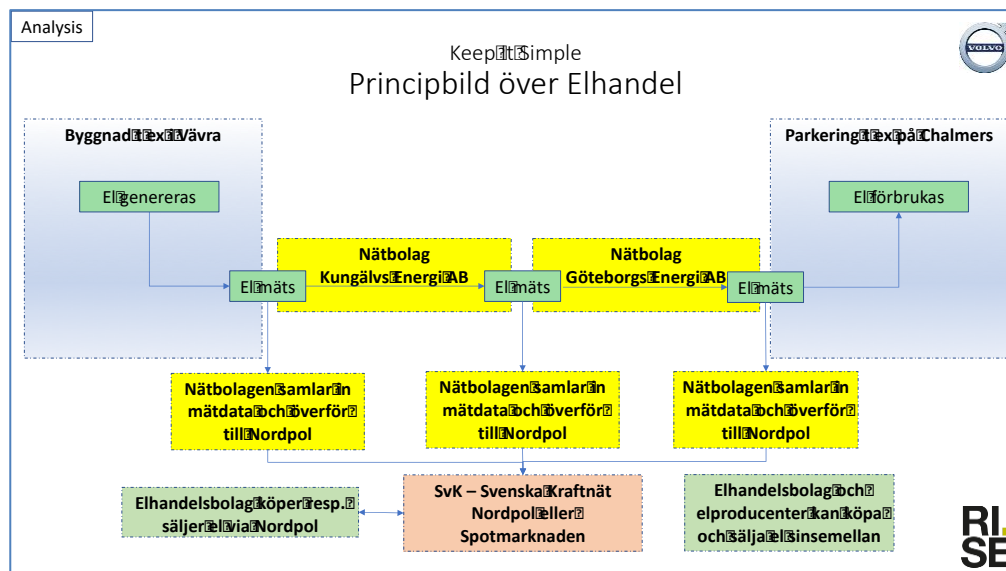 Analysis
Keep It Simple
Principbild över Elhandel
VOLVO
Byggnad t ex i Vävra
Parkering t ex på Chalmers
El genereras
El förbrukas
Nätbolag
Kungälvs Energi AB
Nätbolag
Göteborgs Energi AB
El mäts
El mäts
El mäts
Nätbolagen samlar in
mätdata och överför
till Nordpol
Nätbolagen samlar in
mätdata och överför
till Nordpol
Nätbolagen samlar in
mätdata och överför
till Nordpol
Elhandelsbolag köper resp.
säljer el via Nordpol
SvK – Svenska Kraftnät
Nordpol eller
Spotmarknaden
Elhandelsbolag och
elproducenter kan köpa
och sälja el sinsemellan
RI.
SE